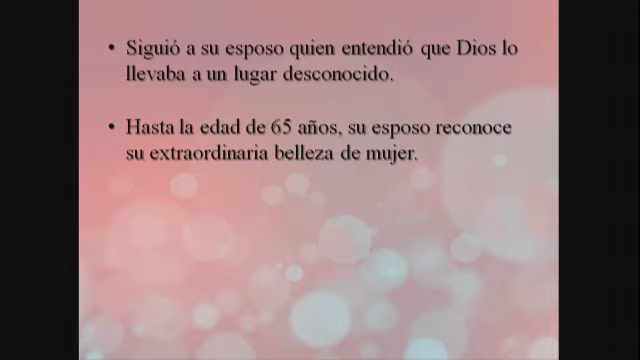 • Siguió a su esposo quien entendió que Dios lo
llevaba a un lugar desconocido.
• Hasta la edad de 65 años, su esposo reconoce
su extraordinaria belleza de mujer.